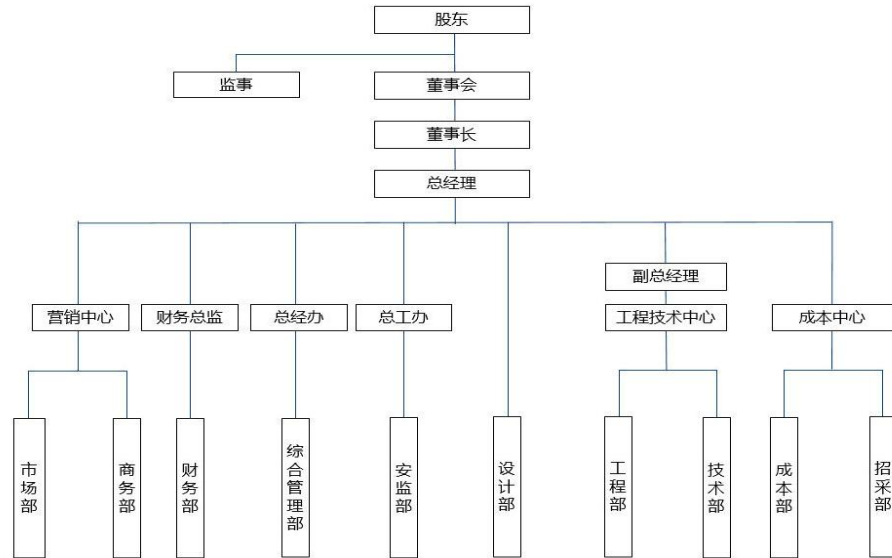 股东
监事
董事会
董事长
总经理
副总经理
营销中心
财务总监
总经办
总工办
工程技术中心
成本中心
市场部
商务部
财务部
综合管理部
安监部
设计部
工程部
技术部
成本部
招采部